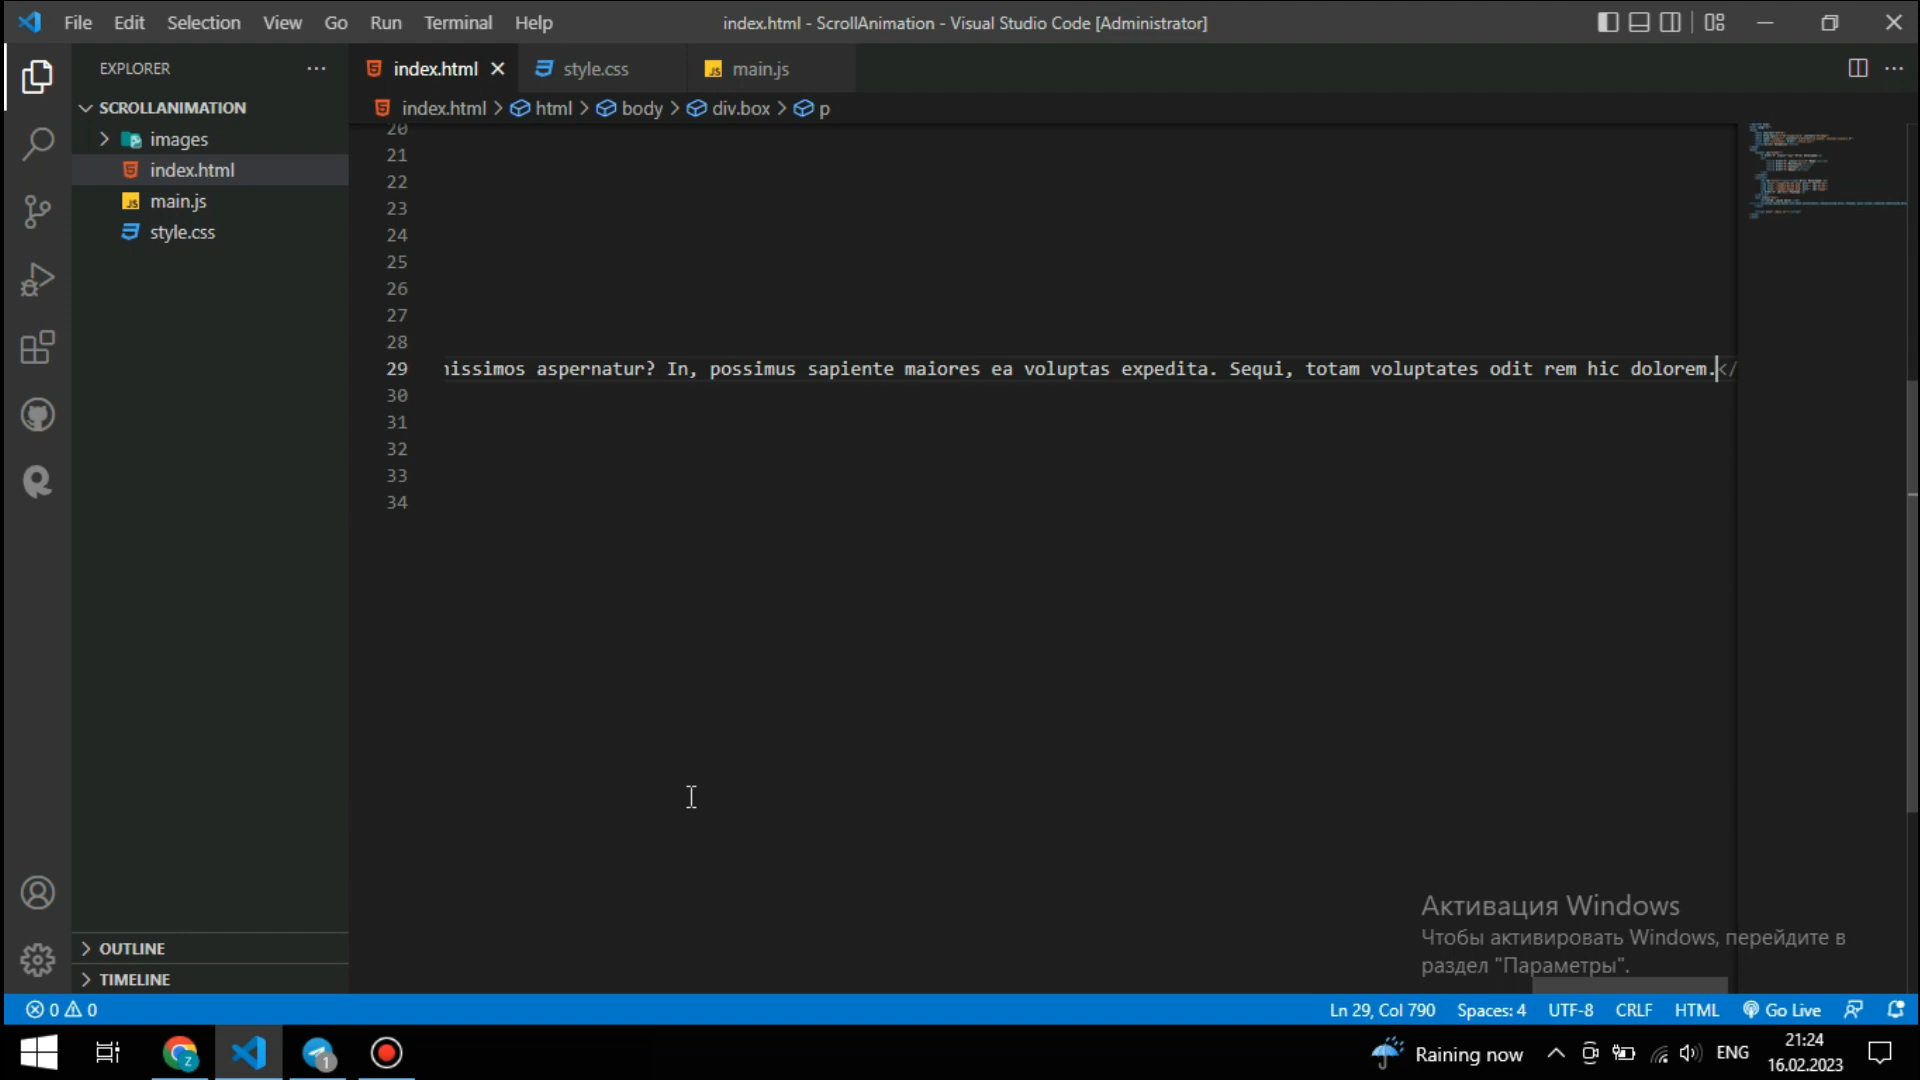 File Edit Selection View Go Run Terminal Help
index.html - ScrollAnimation - Visual Studio Code [Administrator]
EXPLORER
index.html
style.css
JS main.js
SCROLLANIMATION
index.html > html > body > div.box > p
images
index.html
JS main.js
style.css
20
21
22
23
24
25
26
27
28
29 nissimos aspernatur? In, possimus sapiente maiores ea voluptas expedita. Sequi, totam voluptates odit rem hic dolorem.</
30
31
32
33
34
Активация Windows
Чтобы активировать Windows, перейдите в
раздел "Параметры".
OUTLINE
TIMELINE
0 0
Ln 29, Col 790 Spaces: 4 UTF-8 CRLF HTML Go Live
Z
1
Raining now
ENG
21:24
16.02.2023